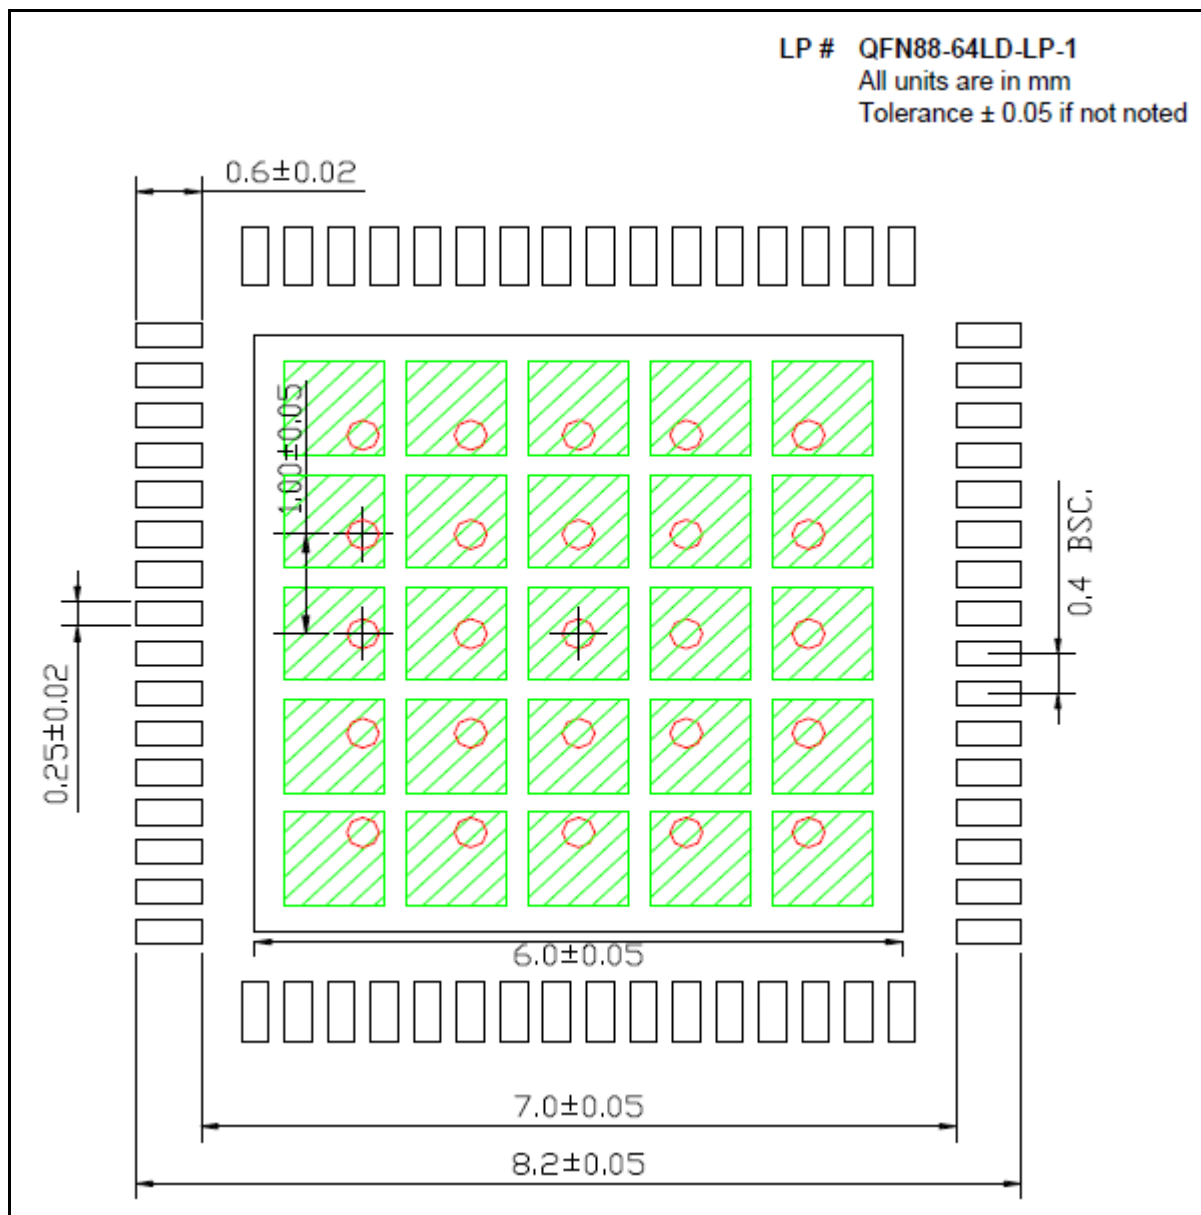 LP # QFN88-64LD-LP-1
All units are in mm
Tolerance ± 0.05 if not noted
0.6±0.02
1.00±0.05
0.4 BSC.
0.25±0.02
6.0±0.05
7.0±0.05
8.2±0.05